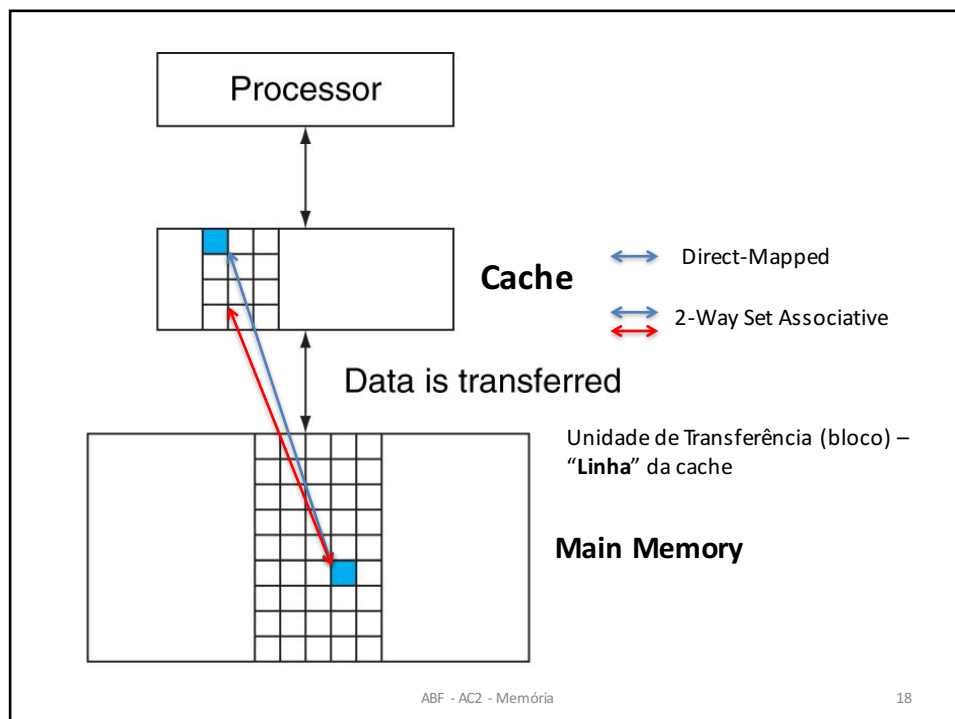 Processor
Cache
Direct-Mapped
2-Way Set Associative
Data is transferred
Unidade de Transferência (bloco) –
“Linha” da cache
Main Memory
ABF - AC2 - Memória
18